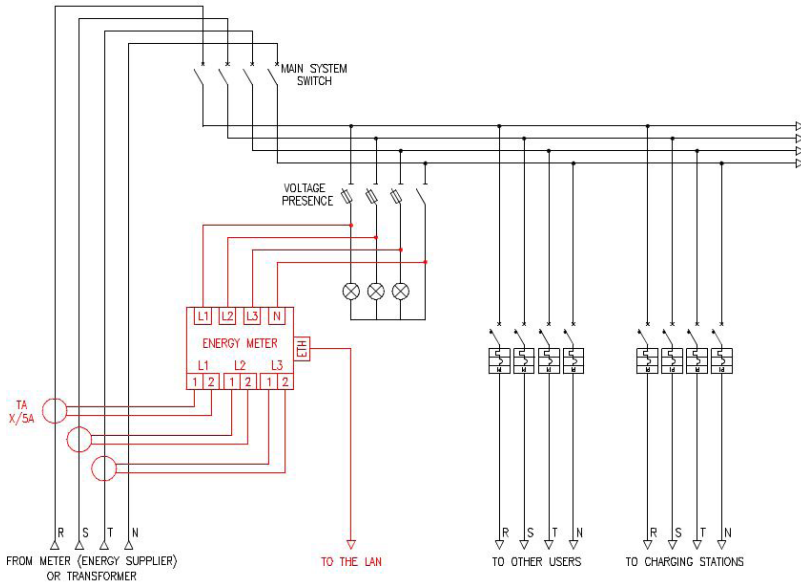 MAIN SYSTEM
SWITCH
VOLTAGE
PRESENCE
L1 L2 L3 N
ENERGY METER
ETH
L1 L2 L3
1 2 1 2 1 2
TA
X/5A
R S T N
FROM METER (ENERGY SUPPLIER)
OR TRANSFORMER
TO THE LAN
R S T N
TO OTHER USERS
R S T N
TO CHARGING STATIONS